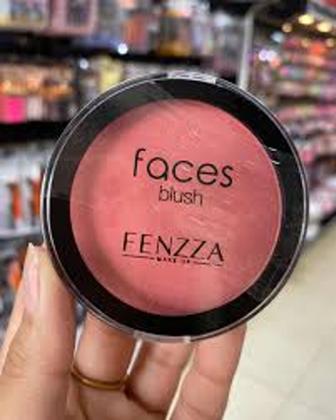 faces
blush
FENZZA
MAKE UP